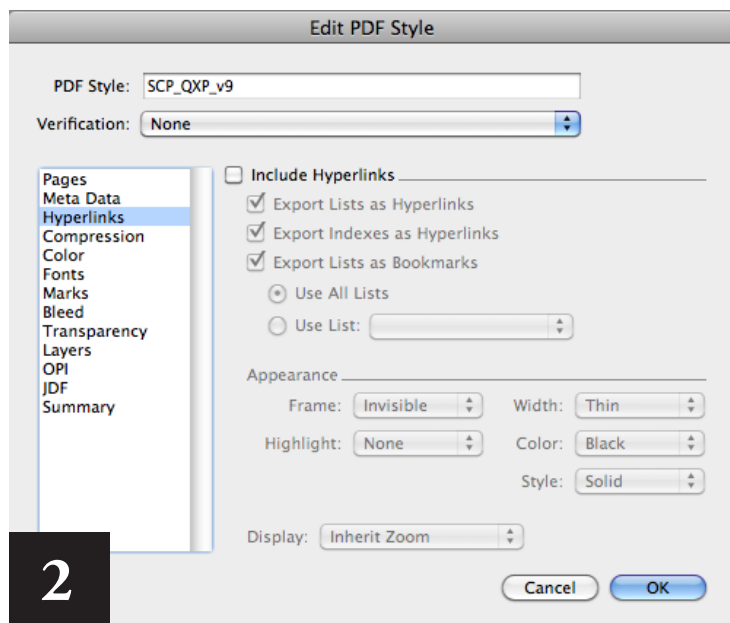 Edit PDF Style
PDF Style: SCP_QXP_v9
Verification: None
Pages
Meta Data
Hyperlinks
Compression
Color
Fonts
Marks
Bleed
Transparency
Layers
OPI
JDF
Summary
Include Hyperlinks
Export Lists as Hyperlinks
Export Indexes as Hyperlinks
Export Lists as Bookmarks
Use All Lists
Use List:
Appearance
Frame: Invisible Width: Thin
Highlight: None Color: Black
Style: Solid
Display: Inherit Zoom
Cancel OK
2